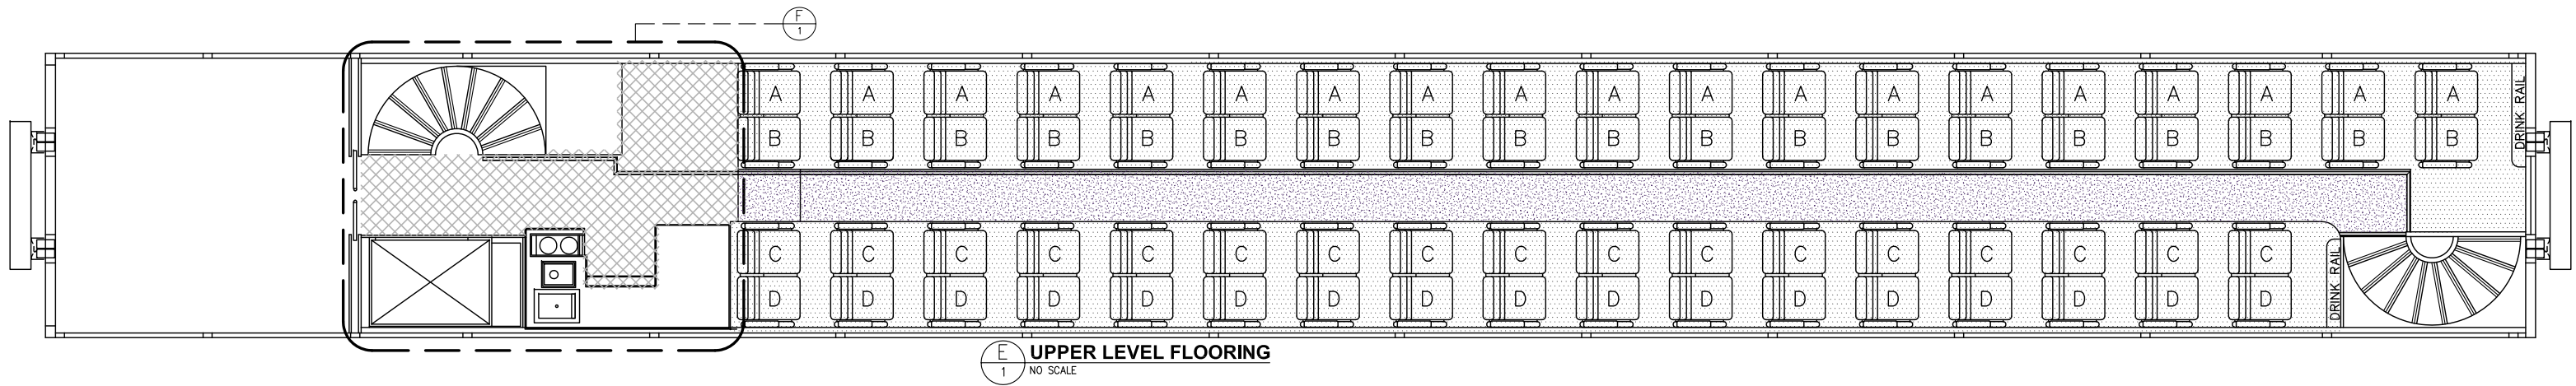 F
1
A A A A A A A A A A A A A A A A A A A
B B B B B B B B B B B B B B B B B B B
DRINK RAIL
C C C C C C C C C C C C C C C C C
D D D D D D D D D D D D D D D D D
DRINK RAIL
E
1
UPPER LEVEL FLOORING
NO SCALE